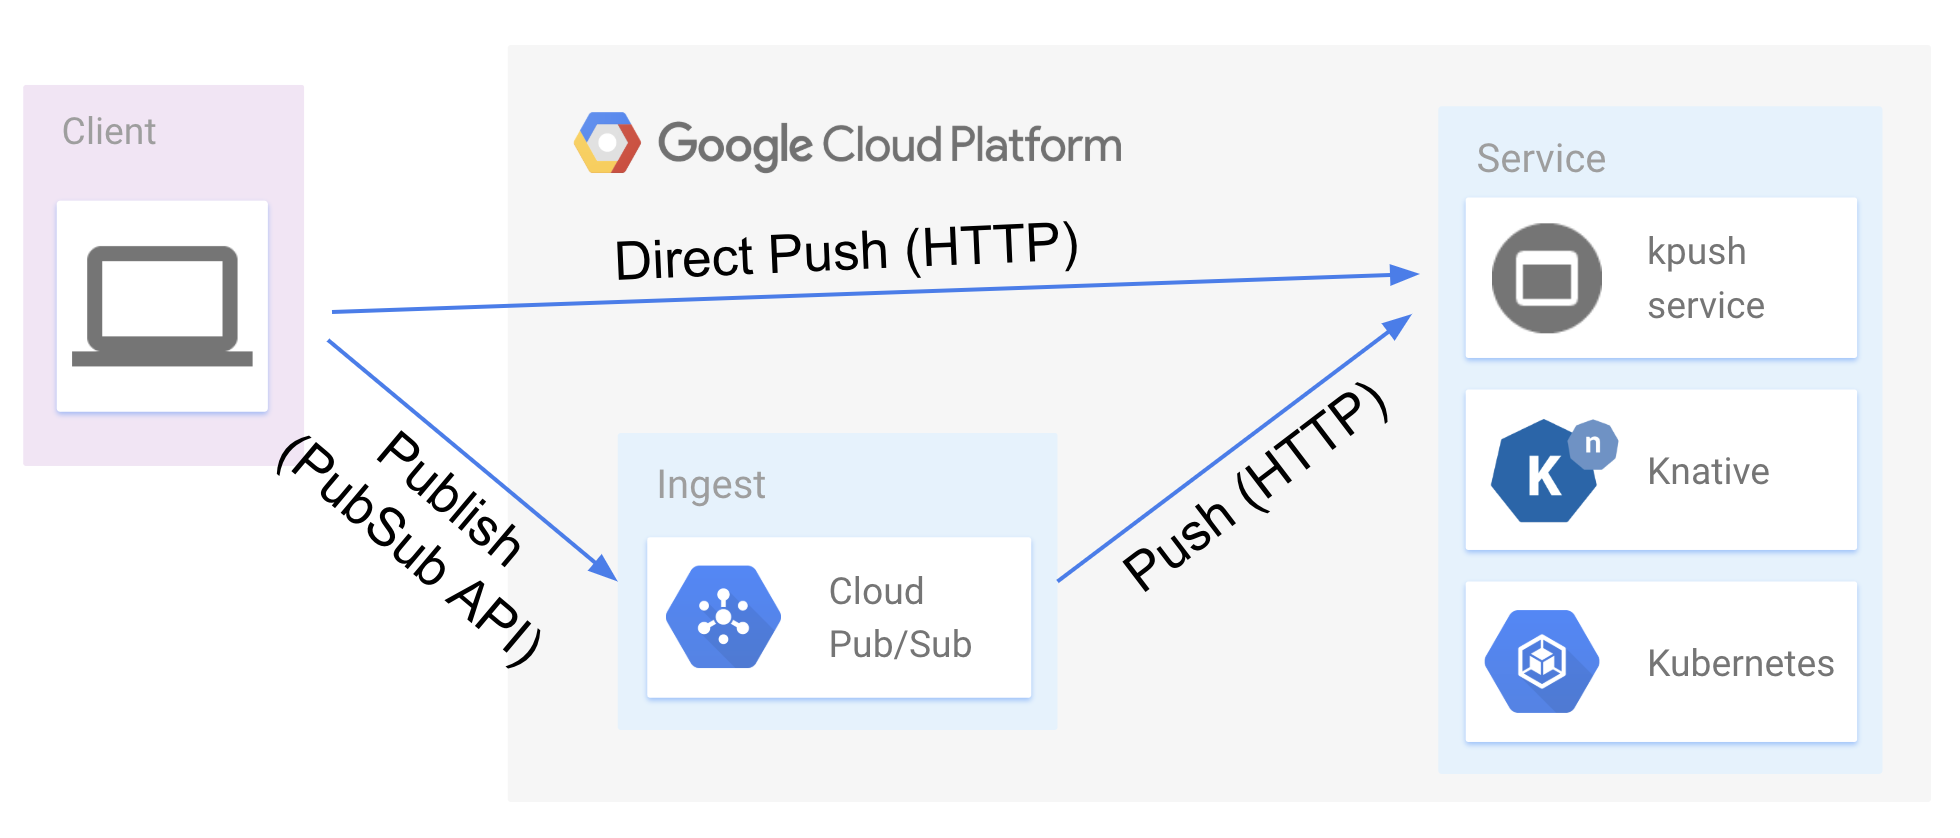 Client
Google Cloud Platform
Service
Direct Push (HTTP)
kpush
service
Publish
(PubSub API)
Push (HTTP)
Ingest
Cloud
Pub/Sub
K
n
Knative
Kubernetes